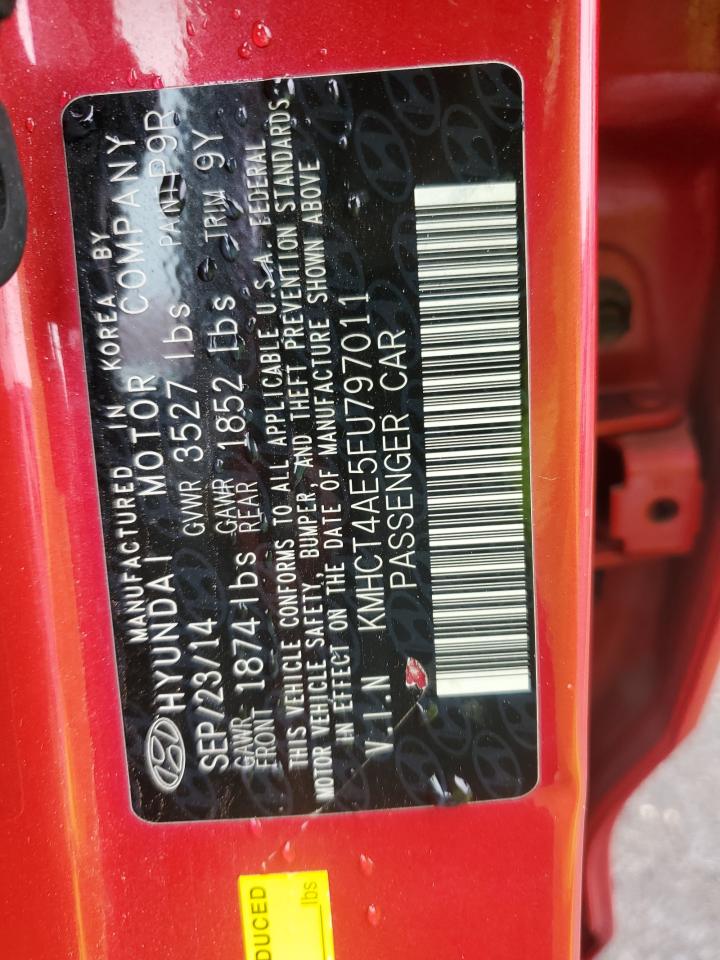 MANUFACTURED IN KOREA BY
HYUNDAI MOTOR COMPANY
SEP/23/14 GVWR 3527 lbs PAINT P9R
GAWR FRONT 1874 lbs GAWR REAR 1852 lbs TRIM 9Y
THIS VEHICLE CONFORMS TO ALL APPLICABLE U.S.A. FEDERAL
MOTOR VEHICLE SAFETY, BUMPER, AND THEFT PREVENTION STANDARDS
IN EFFECT ON THE DATE OF MANUFACTURE SHOWN ABOVE
V.I.N KMHCT4AE5FU797011
PASSENGER CAR
DUCED
lbs